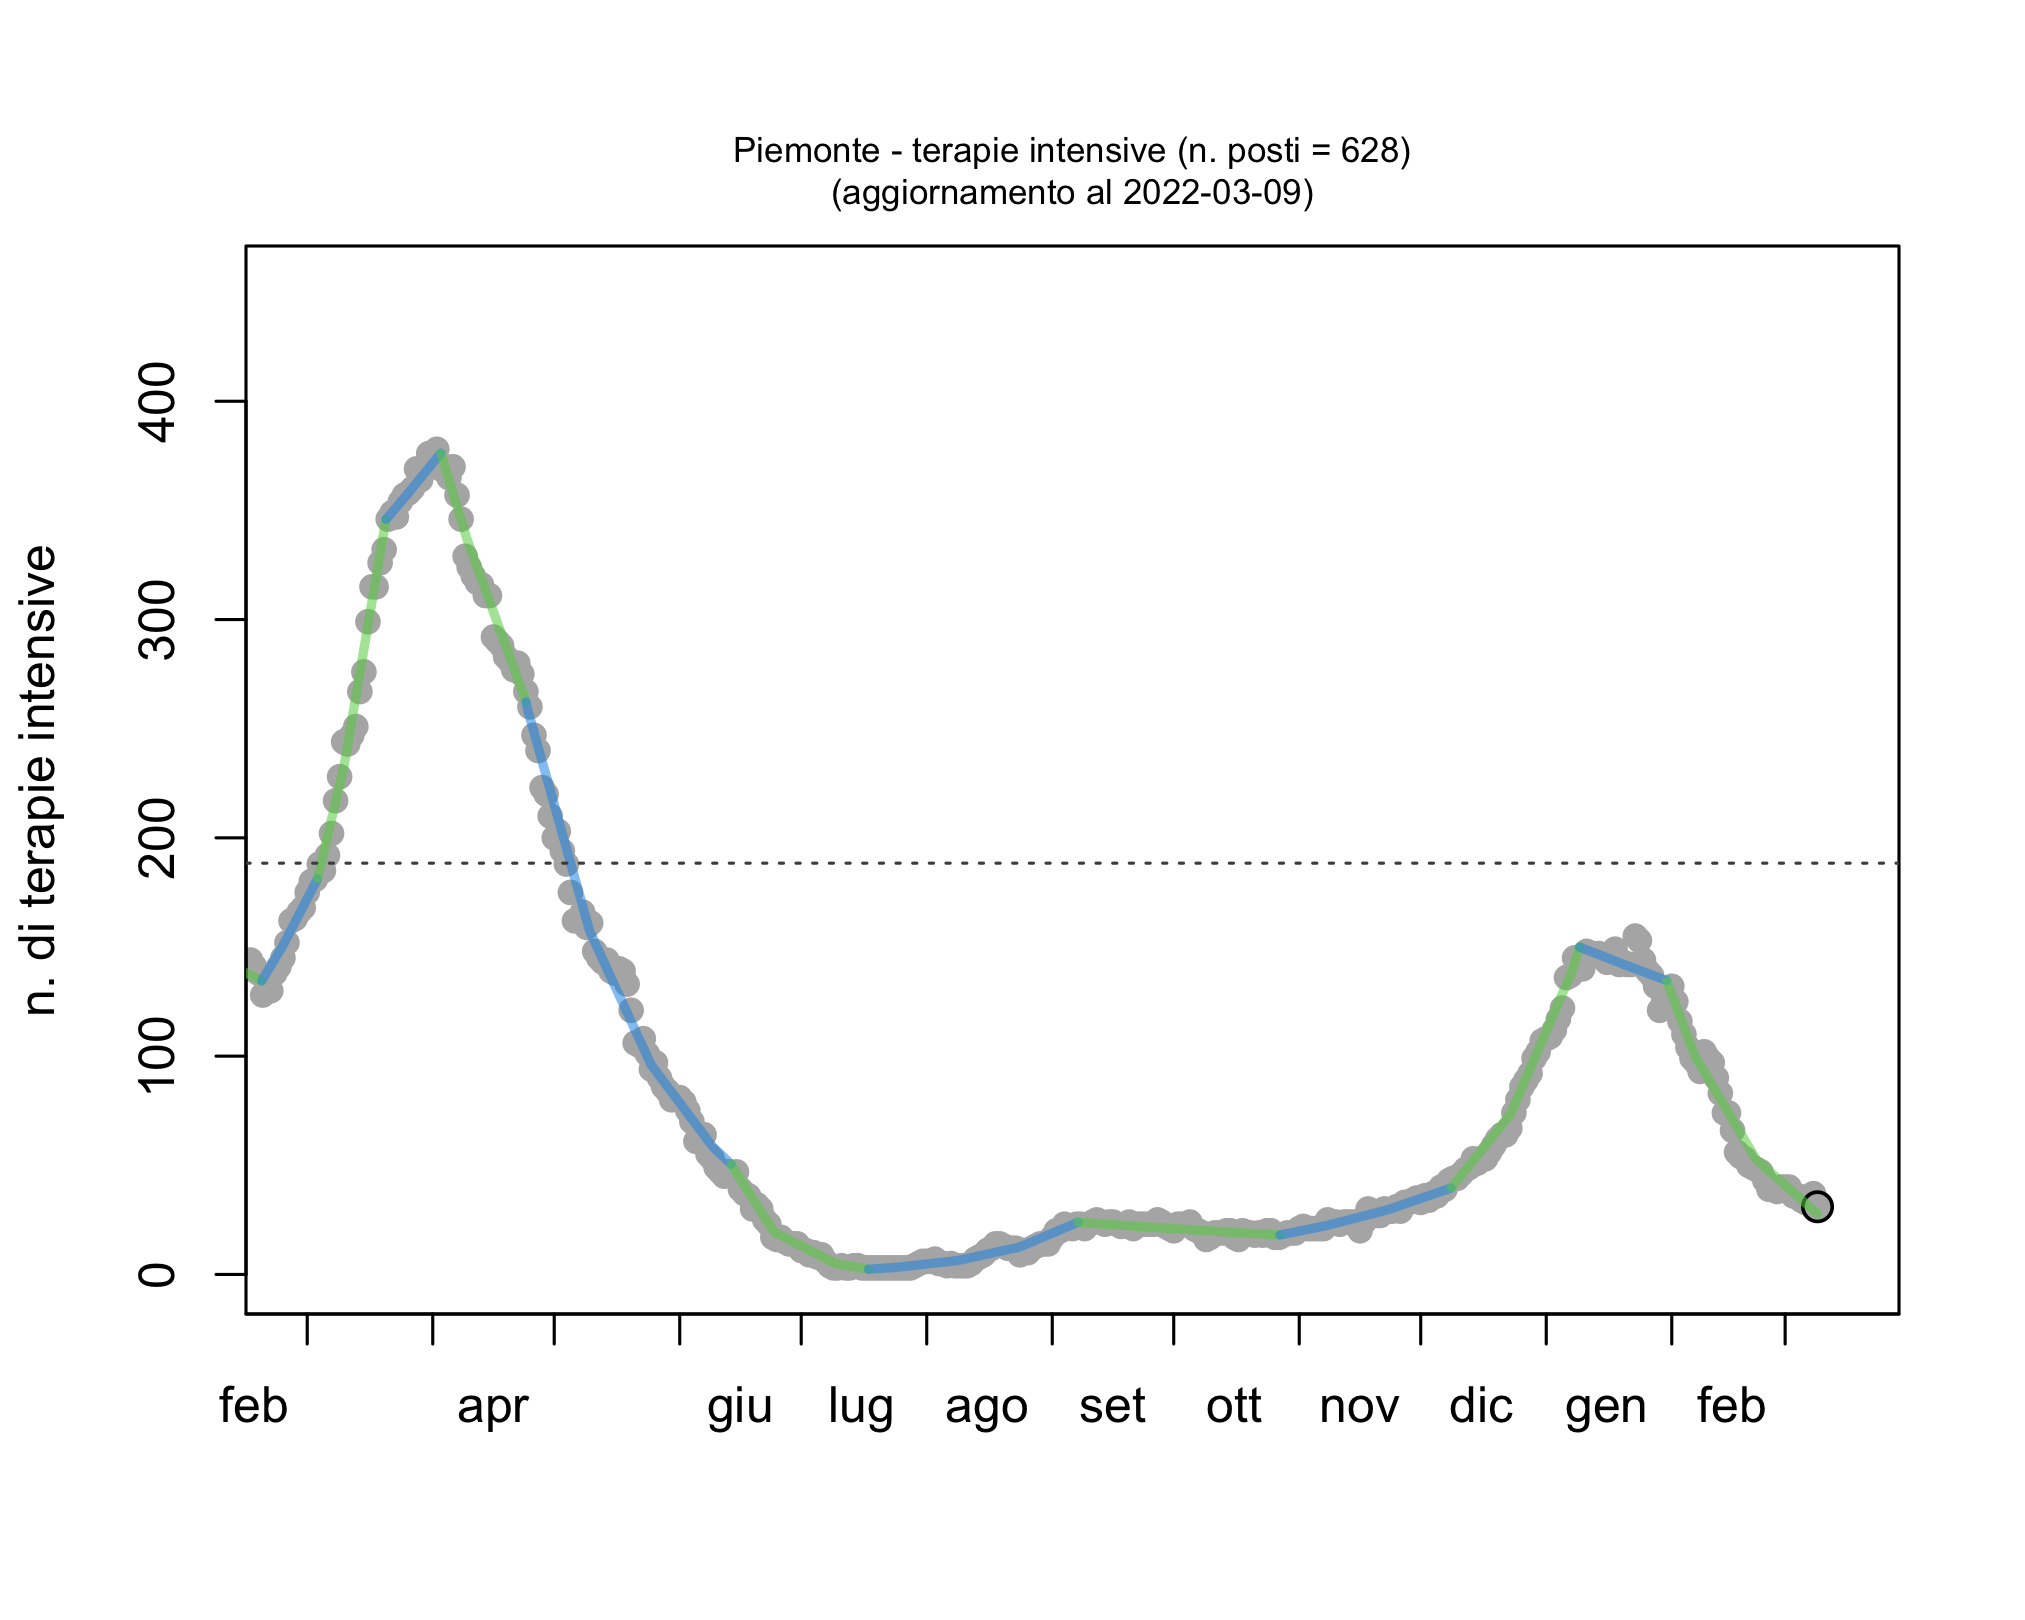 Piemonte - terapie intensive (n. posti = 628)
(aggiornamento al 2022-03-09)
n. di terapie intensive
400
300
200
100
0
feb apr giu lug ago set ott nov dic gen feb